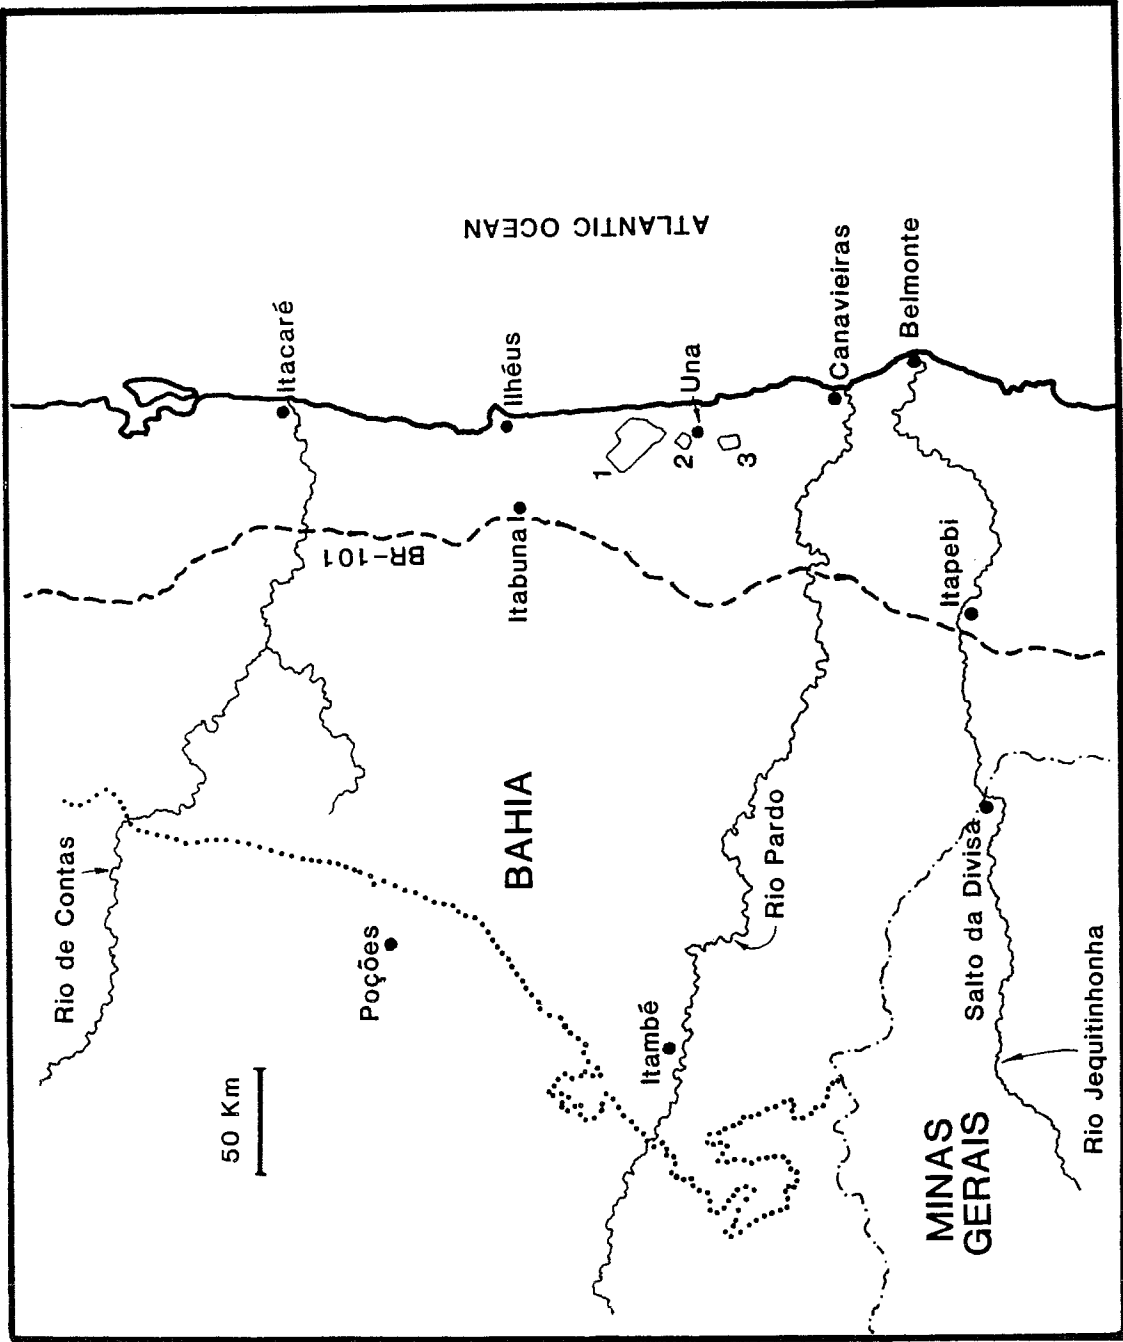 ATLANTIC OCEAN
Itacaré
Ilhéus
Una
Canavieiras
Belmonte
1
2
3
BR-101
Itabuna
Itapebi
BAHIA
Rio de Contas
Poções
Rio Pardo
Salto da Divisa
Itambé
50 Km
MINAS
GERAIS
Rio Jequitinhonha